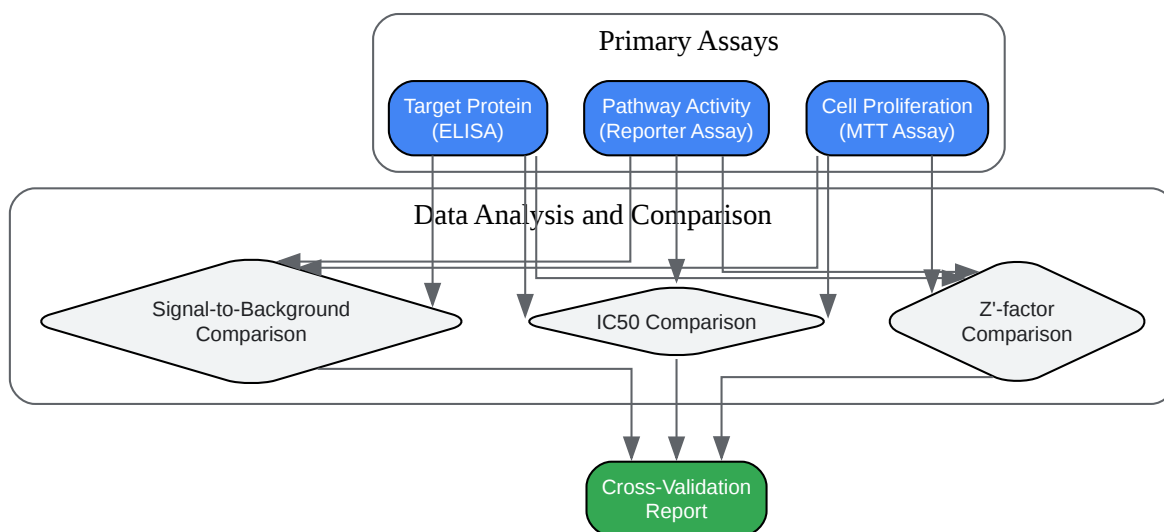 Primary Assays
Target Protein
(ELISA)
Pathway Activity
(Reporter Assay)
Cell Proliferation
(MTT Assay)
Data Analysis and Comparison
Signal-to-Background
Comparison
IC50 Comparison
Z'-factor
Comparison
Cross-Validation
Report